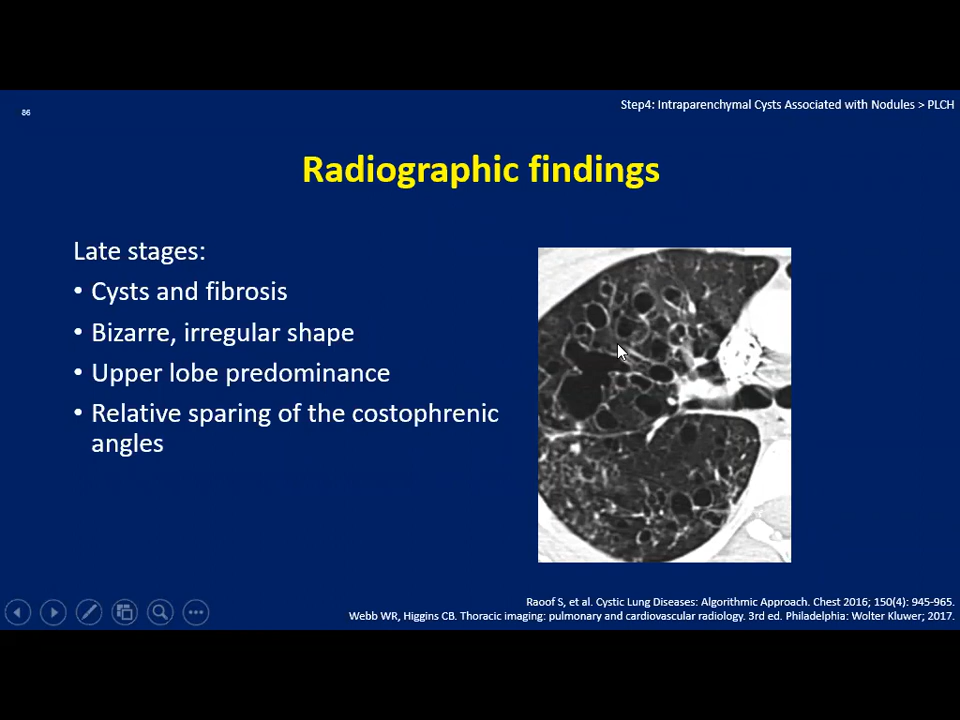 Step4: Intraparenchymal Cysts Associated with Nodules > PLCH
86
Radiographic findings
Late stages:
• Cysts and fibrosis
• Bizarre, irregular shape
• Upper lobe predominance
• Relative sparing of the costophrenic
angles
Raoof S, et al. Cystic Lung Diseases: Algorithmic Approach. Chest 2016; 150(4): 945-965.
Webb WR, Higgins CB. Thoracic imaging: pulmonary and cardiovascular radiology. 3rd ed. Philadelphia: Wolter Kluwer; 2017.